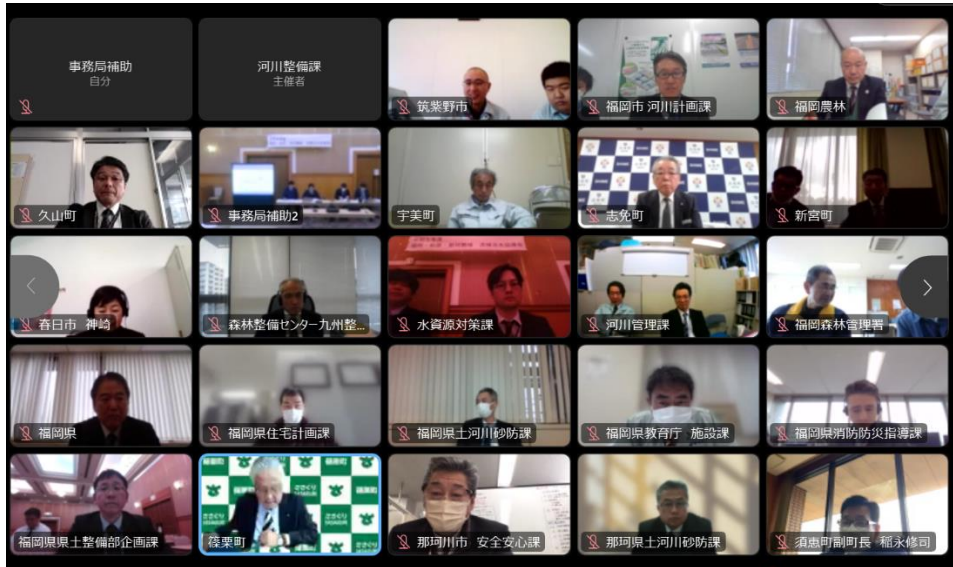 事務局補助
自分
河川整備課
主催者
筑紫野市
福岡市 河川計画課
福岡農林
久山町
事務局補助2
宇美町
志免町
新宮町
春日市 神崎
森林整備センター九州整...
水資源対策課
河川管理課
福岡森林管理署
福岡県
福岡県住宅計画課
福岡県土河川砂防課
福岡県教育庁 施設課
福岡県消防防災指導課
福岡県県土整備部企画課
篠栗町
那珂川市 安全安心課
那珂県土河川砂防課
須恵町副町長 稲永修司